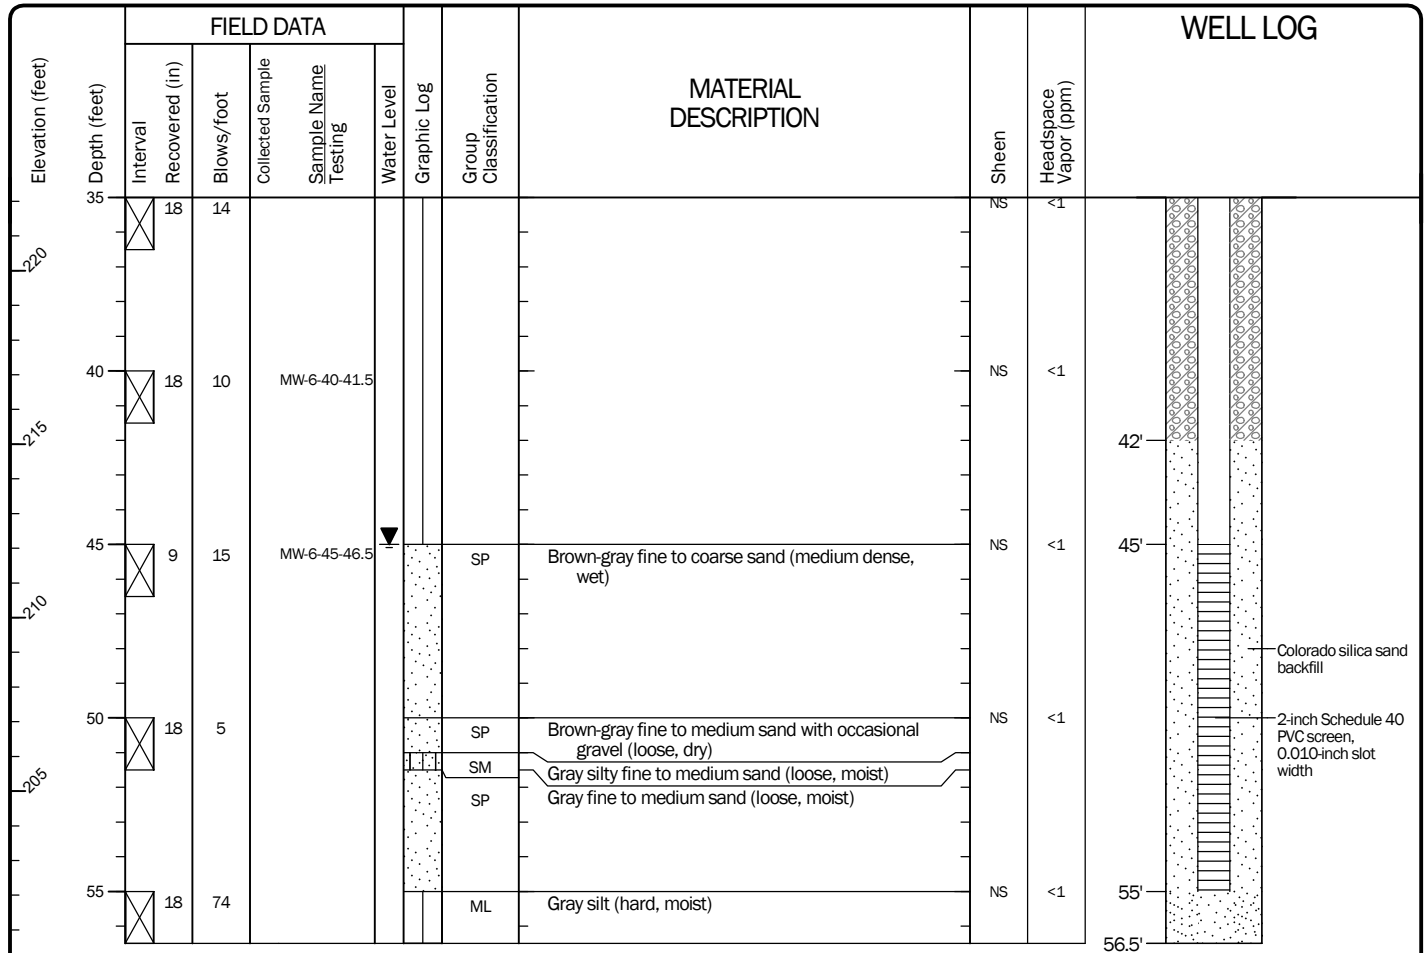 FIELD DATA
WELL LOG
Elevation (feet)
Depth (feet)
Interval
Recovered (in)
Blows/foot
Collected Sample
Sample Name
Testing
Water Level
Graphic Log
Group
Classification
MATERIAL
DESCRIPTION
Sheen
Headspace
Vapor (ppm)
35 18 14 NS <1
220
40 18 10 MW-6-40-41.5 NS <1
215
42'
45 9 15 MW-6-45-46.5 SP Brown-gray fine to coarse sand (medium dense, NS <1 45'
wet)
210
Colorado silica sand
backfill
50 18 5 SP Brown-gray fine to medium sand with occasional NS <1 2-inch Schedule 40
gravel (loose, dry) PVC screen,
0.010-inch slot
width
SM Gray silty fine to medium sand (loose, moist)
205
SP Gray fine to medium sand (loose, moist)
55 18 74 ML Gray silt (hard, moist) NS <1 55'
56.5'